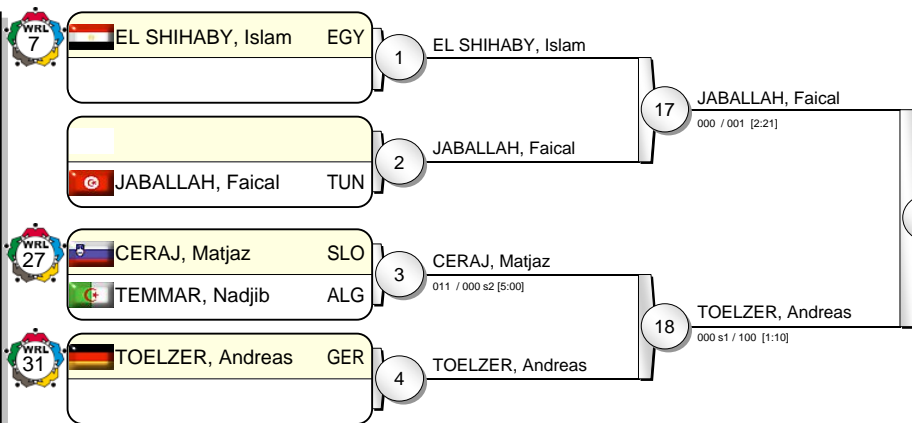 WRL
7
EL SHIHABY, Islam EGY
1
EL SHIHABY, Islam
17
JABALLAH, Faical
000 / 001 [2:21]
2
JABALLAH, Faical
JABALLAH, Faical TUN
WRL
27
CERAJ, Matjaz SLO
3
CERAJ, Matjaz
011 / 000 s2 [5:00]
TEMMAR, Nadjib ALG
18
TOELZER, Andreas
000 s1 / 100 [1:10]
WRL
31
TOELZER, Andreas GER
4
TOELZER, Andreas